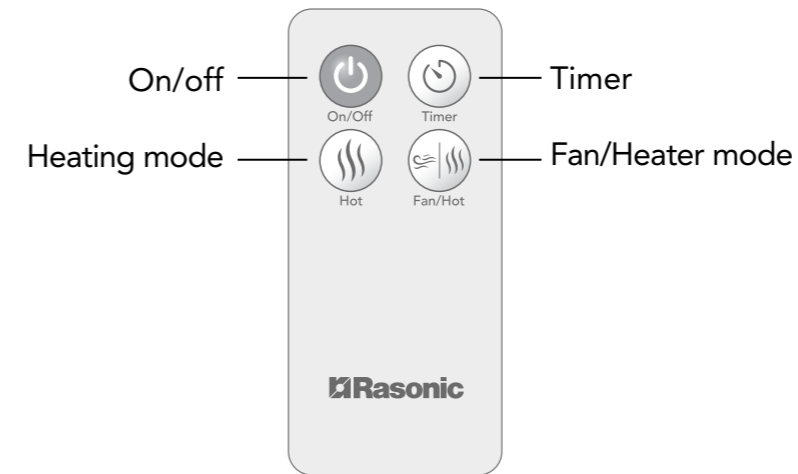 On/off
Timer
On/Off
Timer
Heating mode
Fan/Heater mode
Hot
Fan/Hot
Rasonic